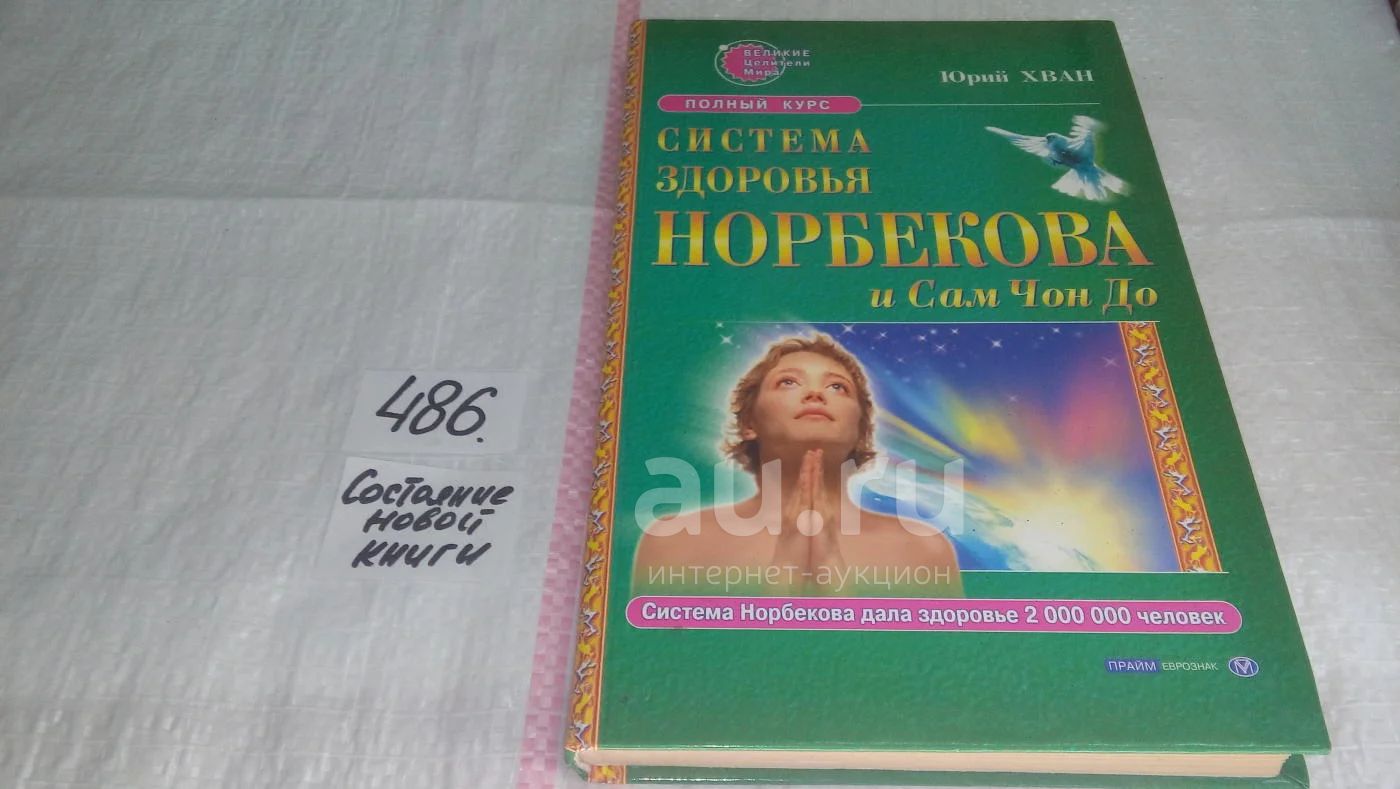 ВЕЛИКИЕ
Целители
Мира
Юрий ХВАН
ПОЛНЫЙ КУРС
СИСТЕМА
ЗДОРОВЬЯ
НОРБЕКОВА
и Сам Чон До
486.
Состаяние
новой
книги
au.ru
интернет-аукцион
Система Норбекова дала здоровье 2 000 000 человек
ПРАЙМ ЕВРОЗНАК